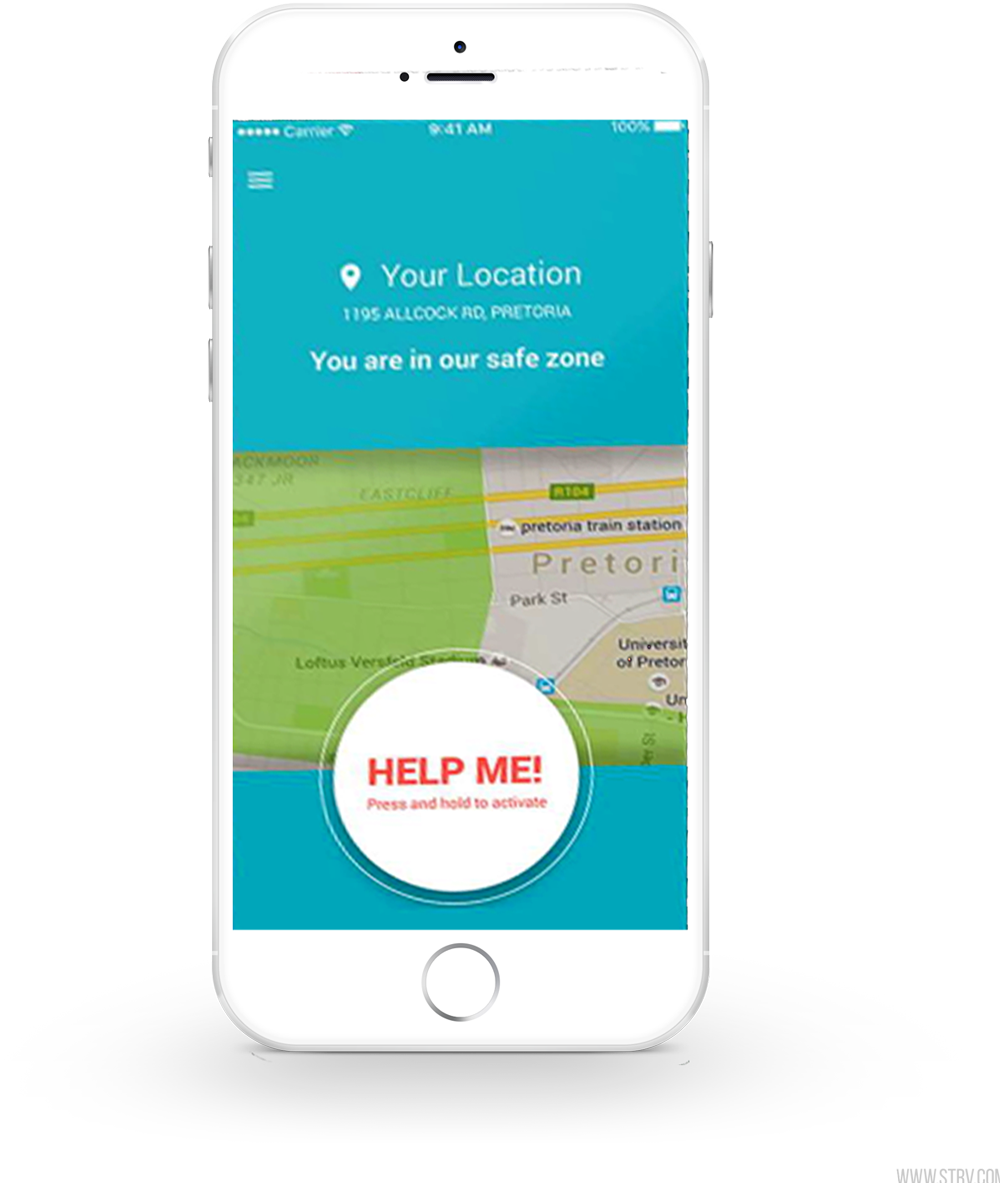 Carrier
9:41 AM
100%
Your Location
1195 ALLCOCK RD, PRETORIA
You are in our safe zone
ACKMOOR
347 JR
EASTCLIFF
R104
pretoria train station
Pretori
Park St
Universit
of Pretor
Loftus Versfeld Stadium
Un
- H
HELP ME!
Press and hold to activate
WWW.STRV.COM